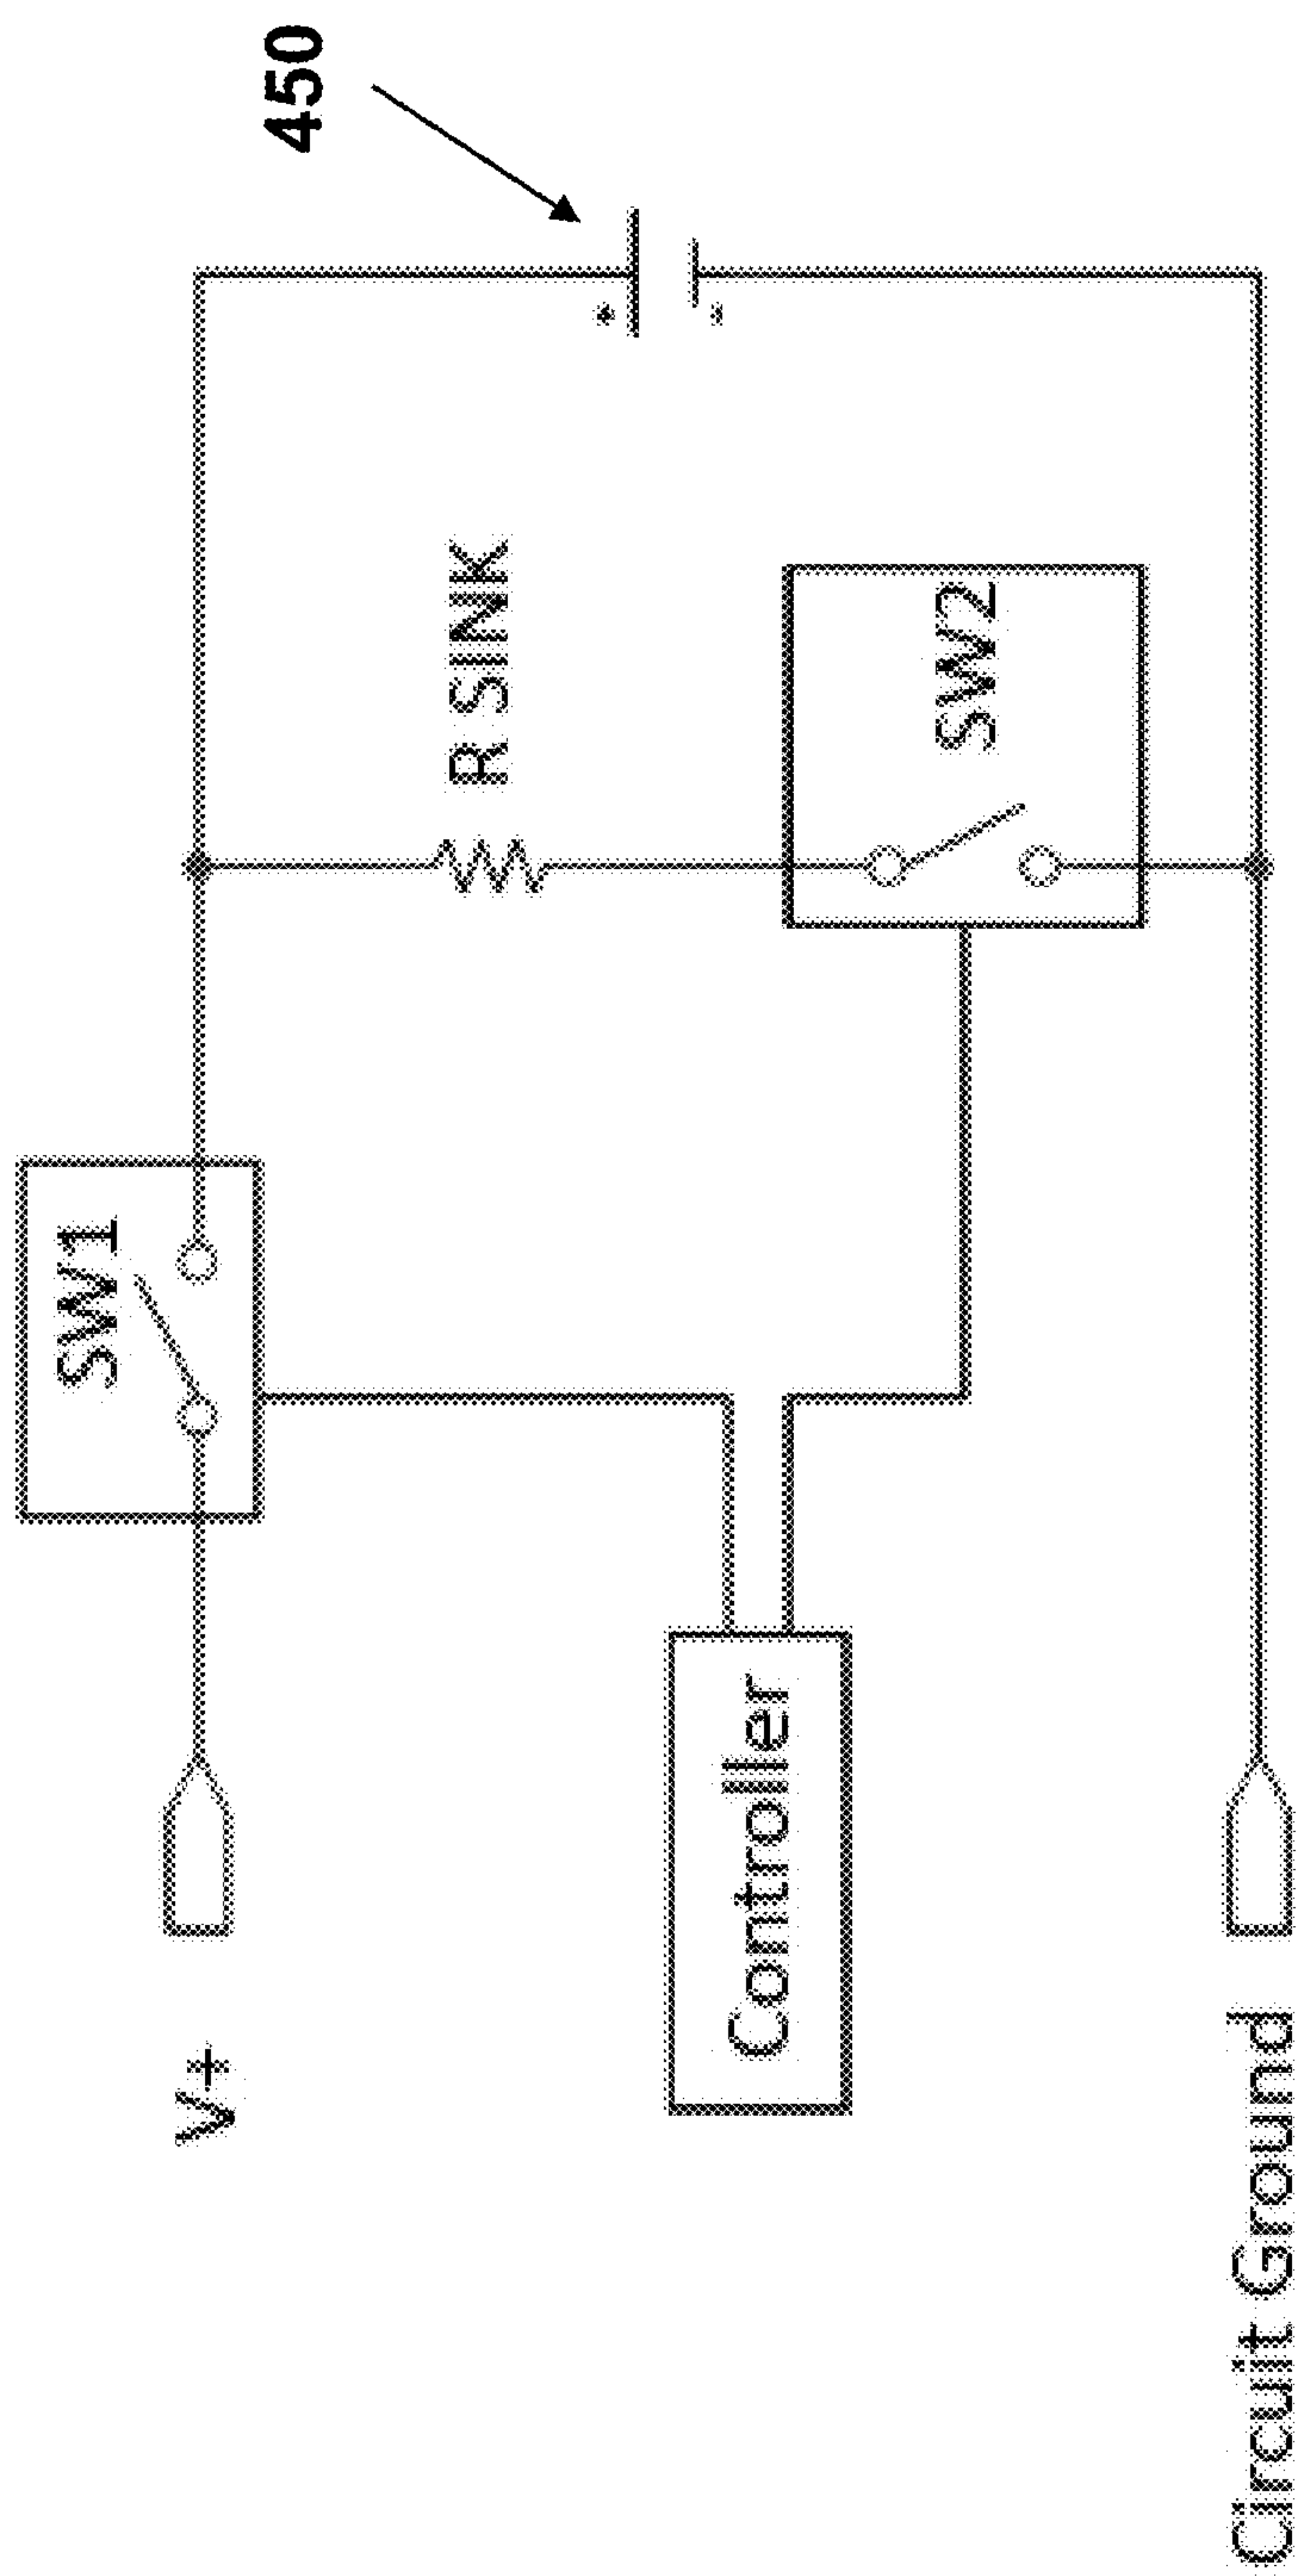 SW1
V+
450
R SINK
Controller
SW2
Circuit Ground